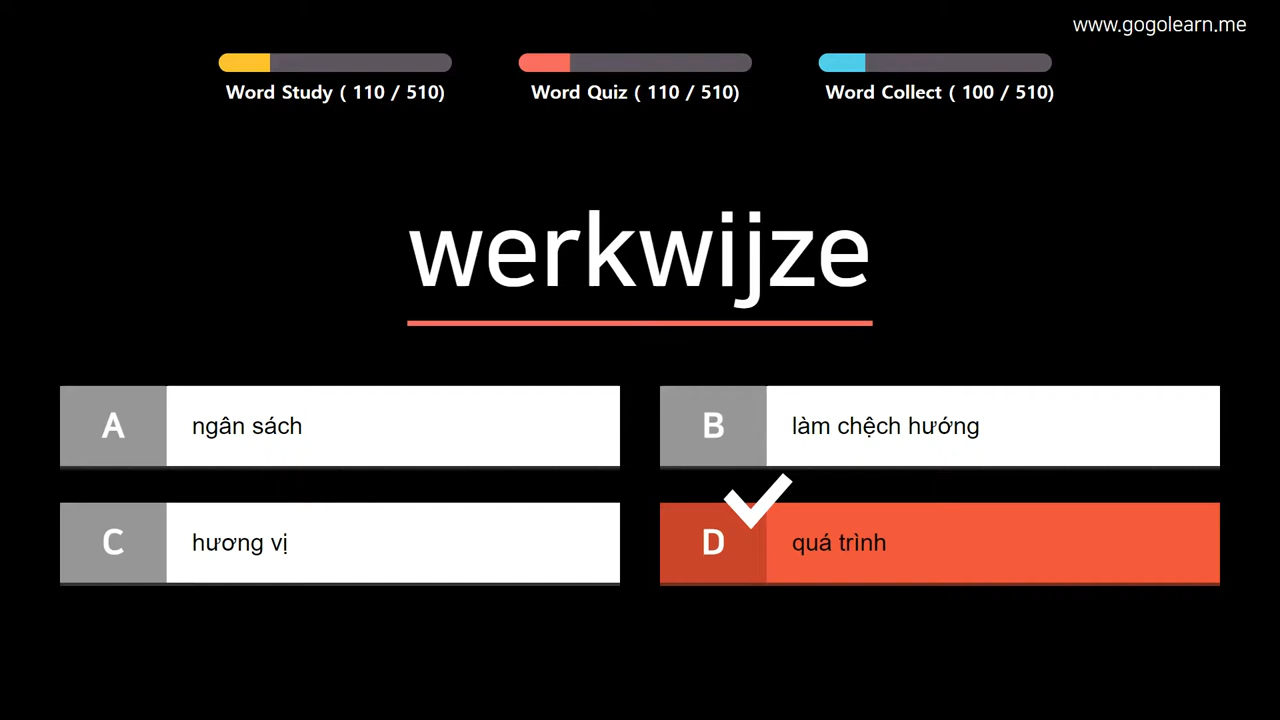 www.gogolearn.me
Word Study ( 110 / 510)
Word Quiz ( 110 / 510)
Word Collect ( 100 / 510)
werkwijze
A
ngân sách
B
làm chệch hướng
C
hương vị
D
quá trình